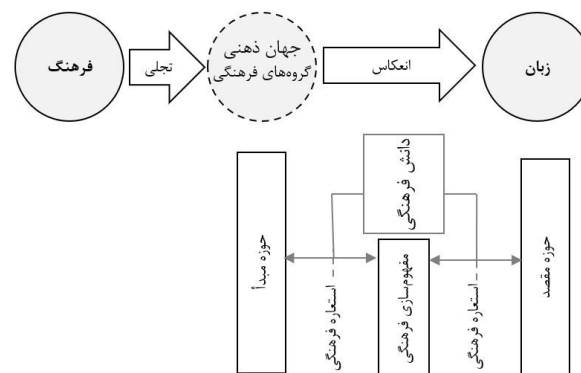 فرهنگ
تجلی
جهان ذهنی
گروه‌های فرهنگی
انعکاس
زبان
دانش فرهنگی
حوزه مبدأ
استعاره فرهنگی
مفهوم‌سازی فرهنگی
استعاره فرهنگی
حوزه مقصد